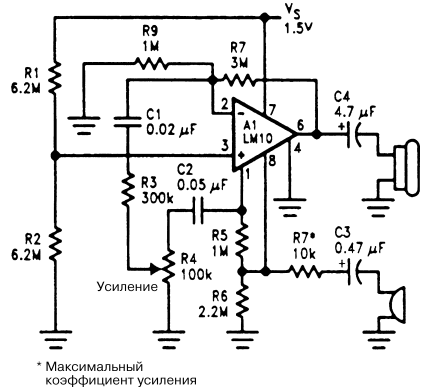 VS
1.5V
R9
1M
R7
3M
R1
6.2M
C1
0.02 μF
2
-
A1
LM10
7
6
4
C4
+ 4.7 μF
3
+
1
8
R3
300k
C2
0.05 μF
R2
6.2M
Усиление
R4
100k
R5
1M
R6
2.2M
R7*
10k
C3
0.47 μF
+
* Максимальный
коэффициент усиления